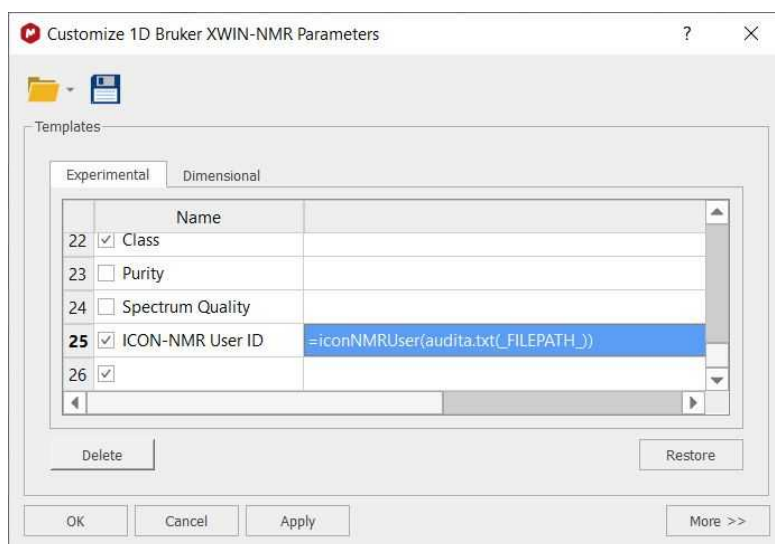 Customize 1D Bruker XWIN-NMR Parameters ?
Templates
Experimental Dimensional
Name
22 Class
23 Purity
24 Spectrum Quality
25 ICON-NMR User ID =iconNMRUser(audita.txt(_FILEPATH_))
26
Delete Restore
OK Cancel Apply More >>